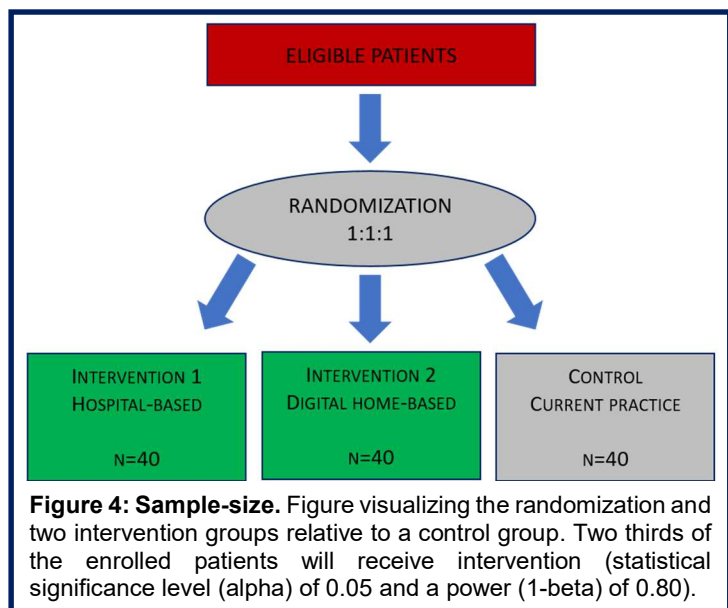 ELIGIBLE PATIENTS
RANDOMIZATION
1:1:1
INTERVENTION 1
HOSPITAL-BASED
N=40
INTERVENTION 2
DIGITAL HOME-BASED
N=40
CONTROL
CURRENT PRACTICE
N=40
Figure 4: Sample-size. Figure visualizing the randomization and
two intervention groups relative to a control group. Two thirds of
the enrolled patients will receive intervention (statistical
significance level (alpha) of 0.05 and a power (1-beta) of 0.80).